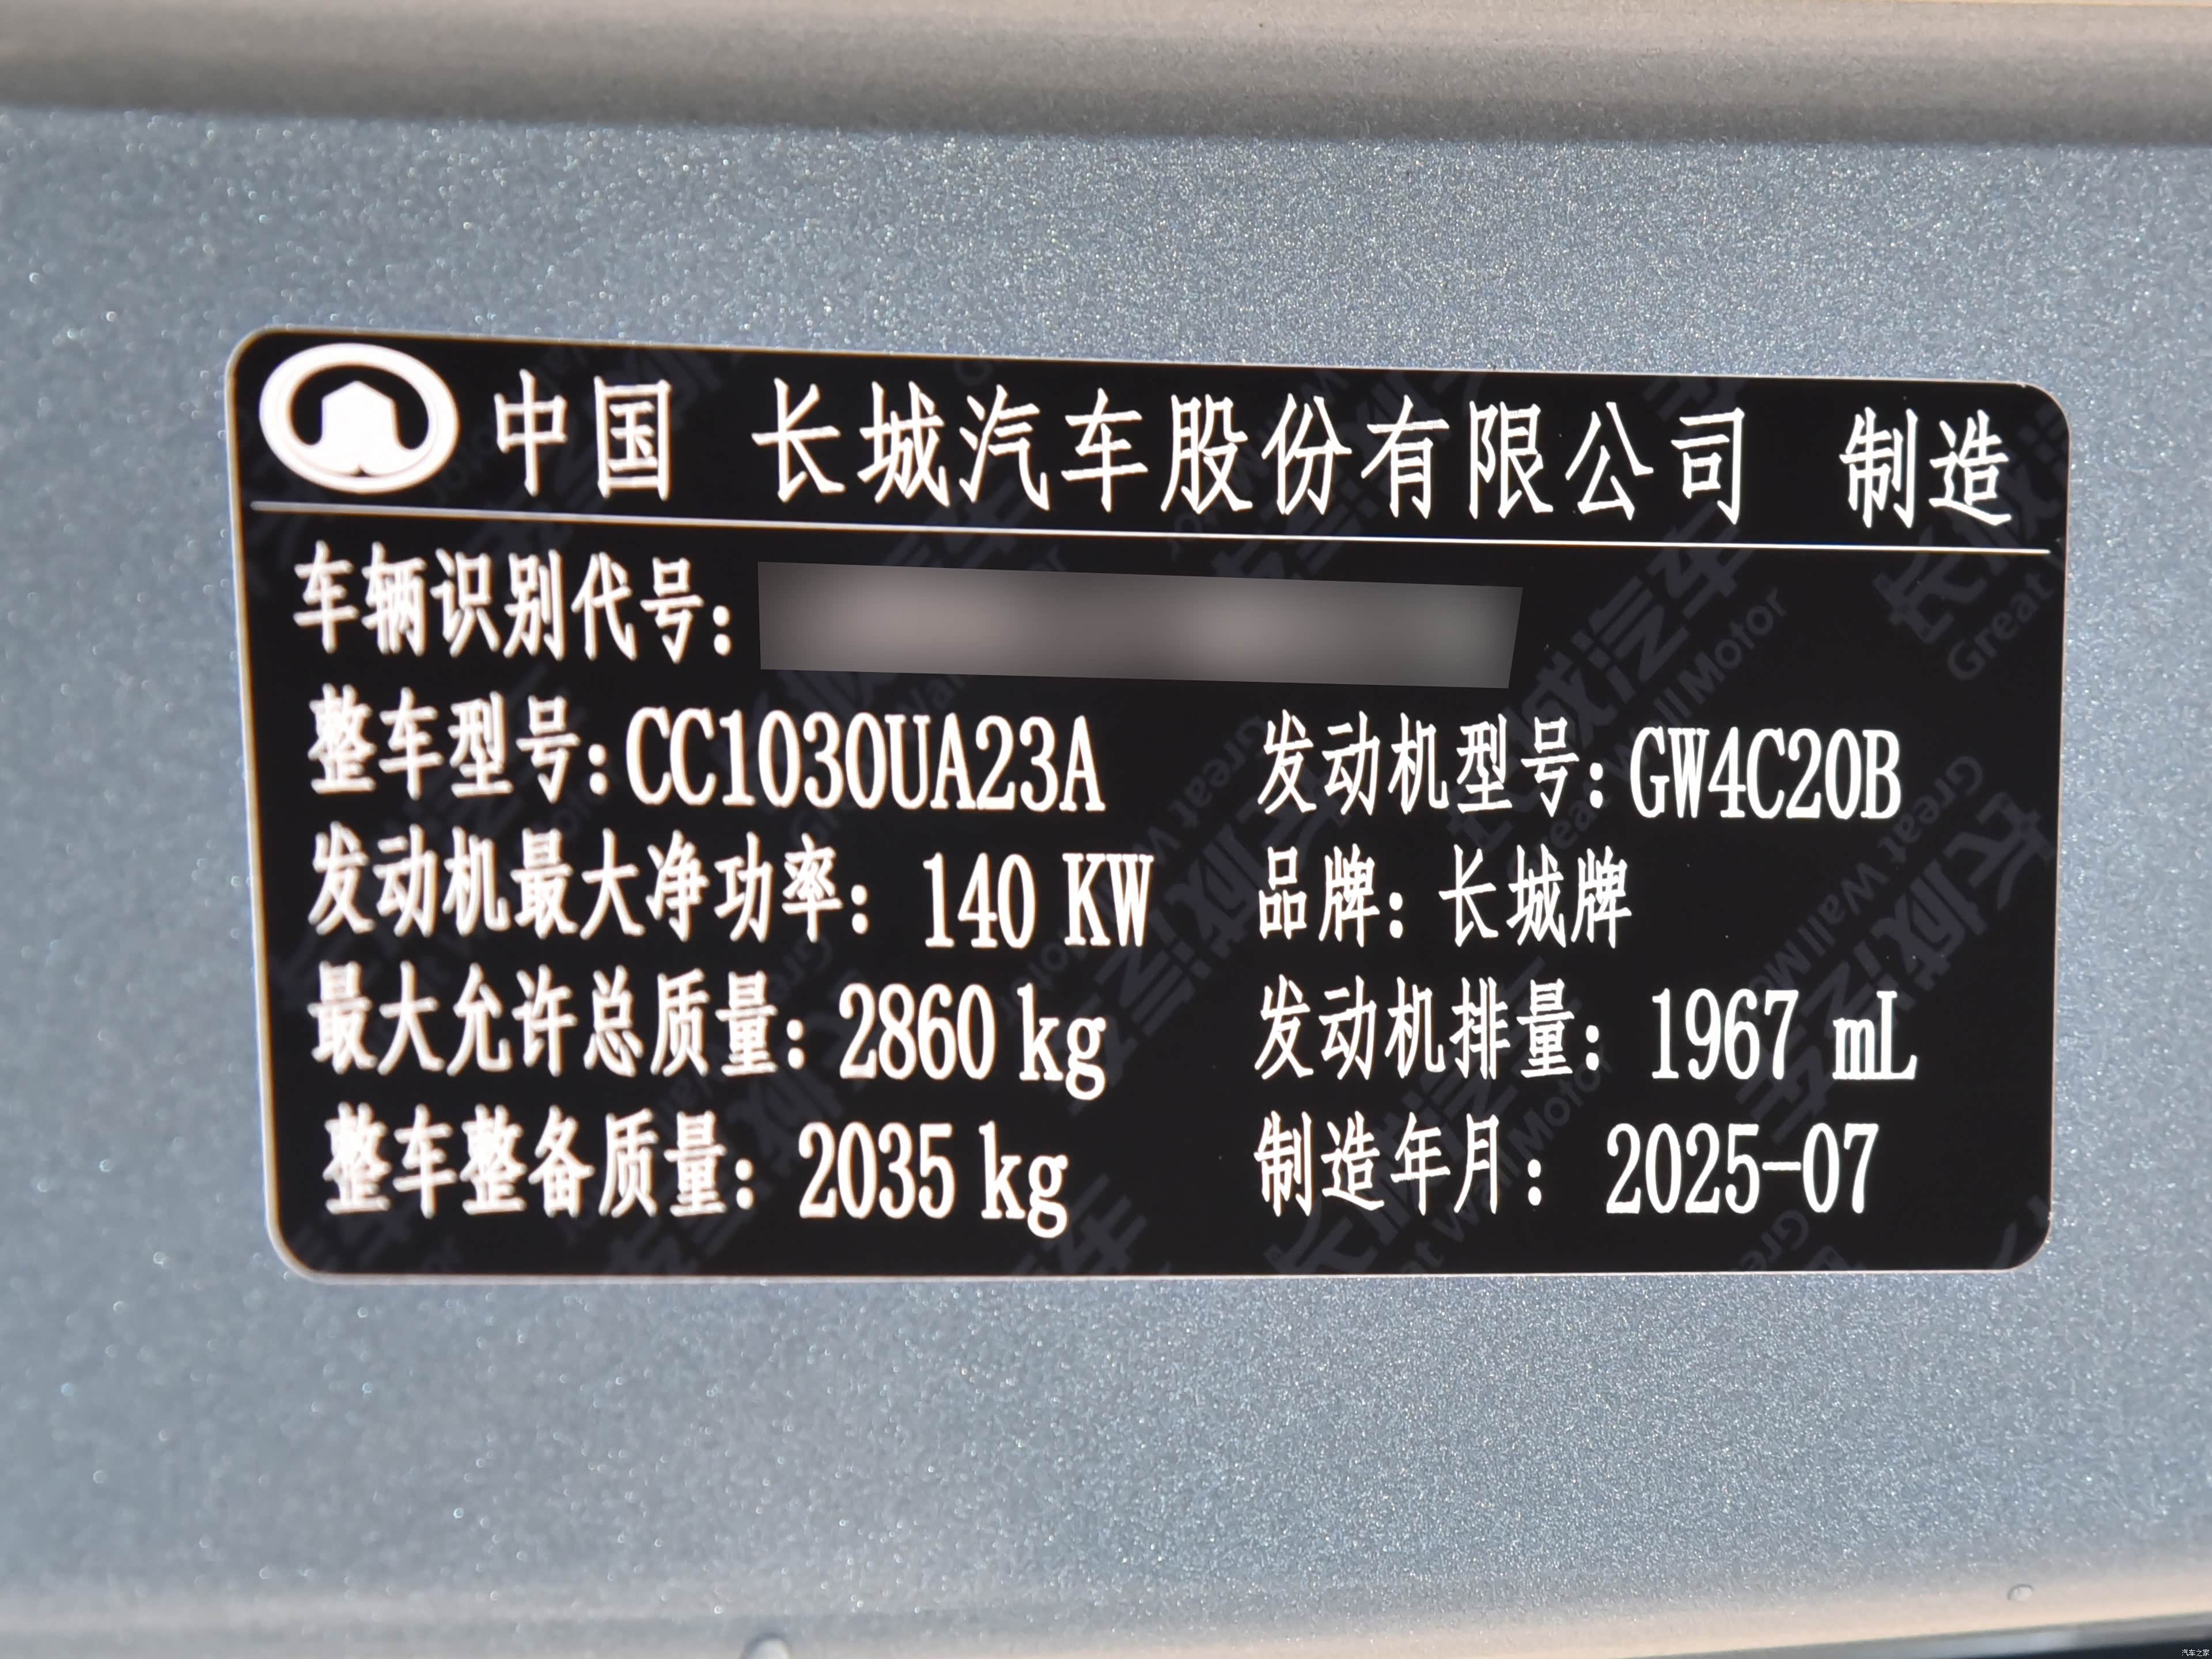 中国 长城汽车股份有限公司 制造
车辆识别代号:
整车型号:CC1030UA23A 发动机型号:GW4C20B
发动机最大净功率: 140 KW 品牌: 长城牌
最大允许总质量: 2860 kg 发动机排量: 1967 mL
整车整备质量: 2035 kg 制造年月: 2025-07
汽车之家